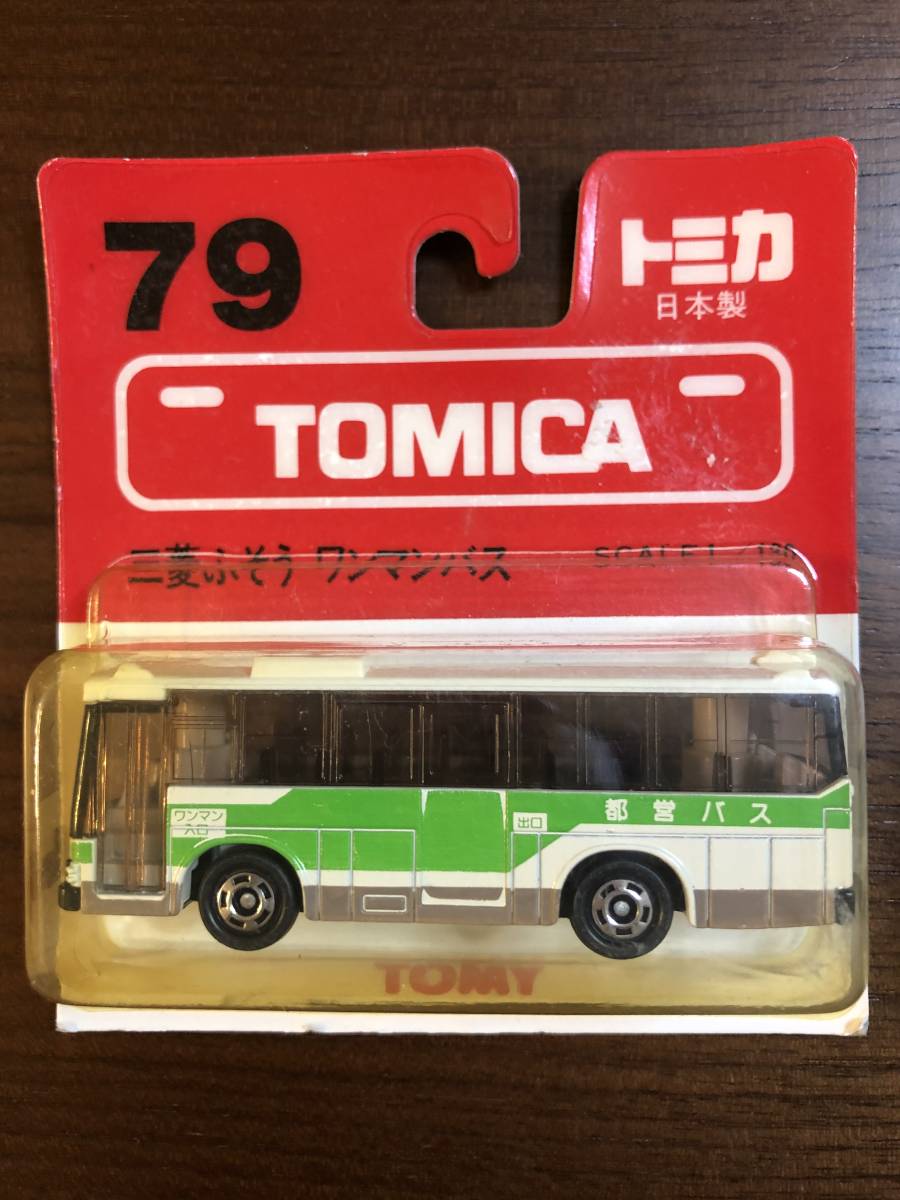 79
トミカ
日本製
TOMICA
三菱ふそう ワンマンバス SCALE 1/130
ワンマン
入口
出口
都営バス
TOMY